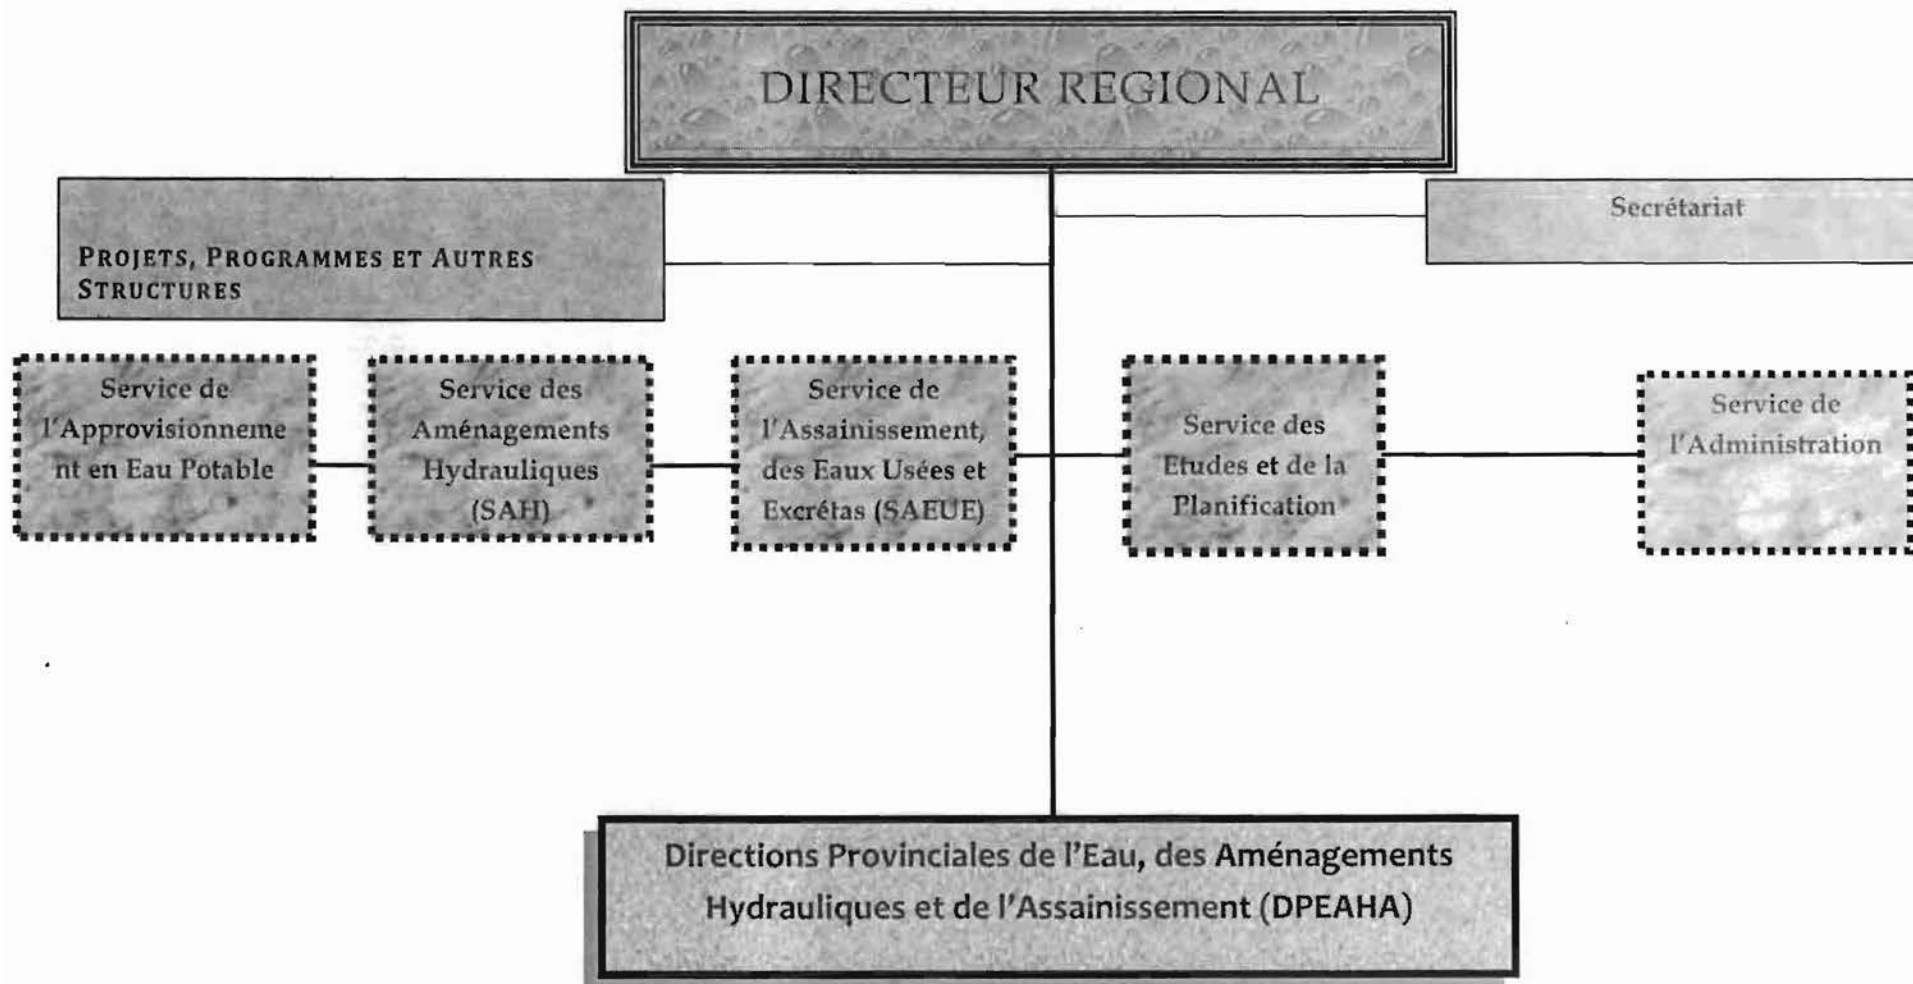 DIRECTEUR REGIONAL
Secrétariat
PROJETS, PROGRAMMES ET AUTRES
STRUCTURES
Service de
l'Approvisionneme
nt en Eau Potable
Service des
Aménagements
Hydrauliques
(SAH)
Service de
l'Assainissement,
des Eaux Usées et
Excrétas (SAEUE)
Service des
Etudes et de la
Planification
Service de
l'Administration
Directions Provinciales de l'Eau, des Aménagements
Hydrauliques et de l'Assainissement (DPEAHA)